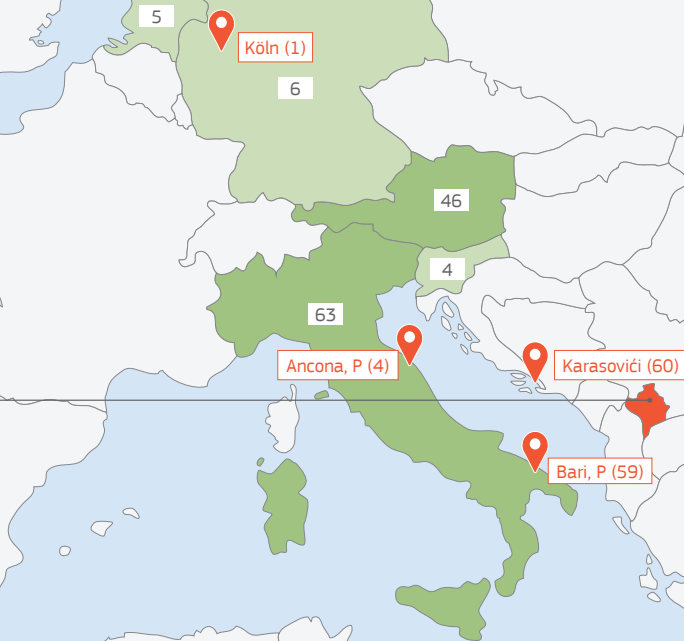 5
Köln (1)
6
46
4
63
Ancona, P (4)
Karasovići (60)
Bari, P (59)